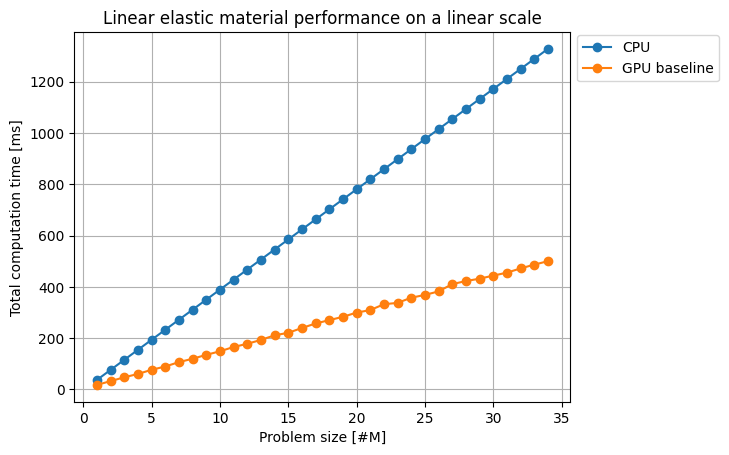 Linear elastic material performance on a linear scale
CPU
GPU baseline
Total computation time [ms]
1200
1000
800
600
400
200
0
0 5 10 15 20 25 30 35
Problem size [#M]